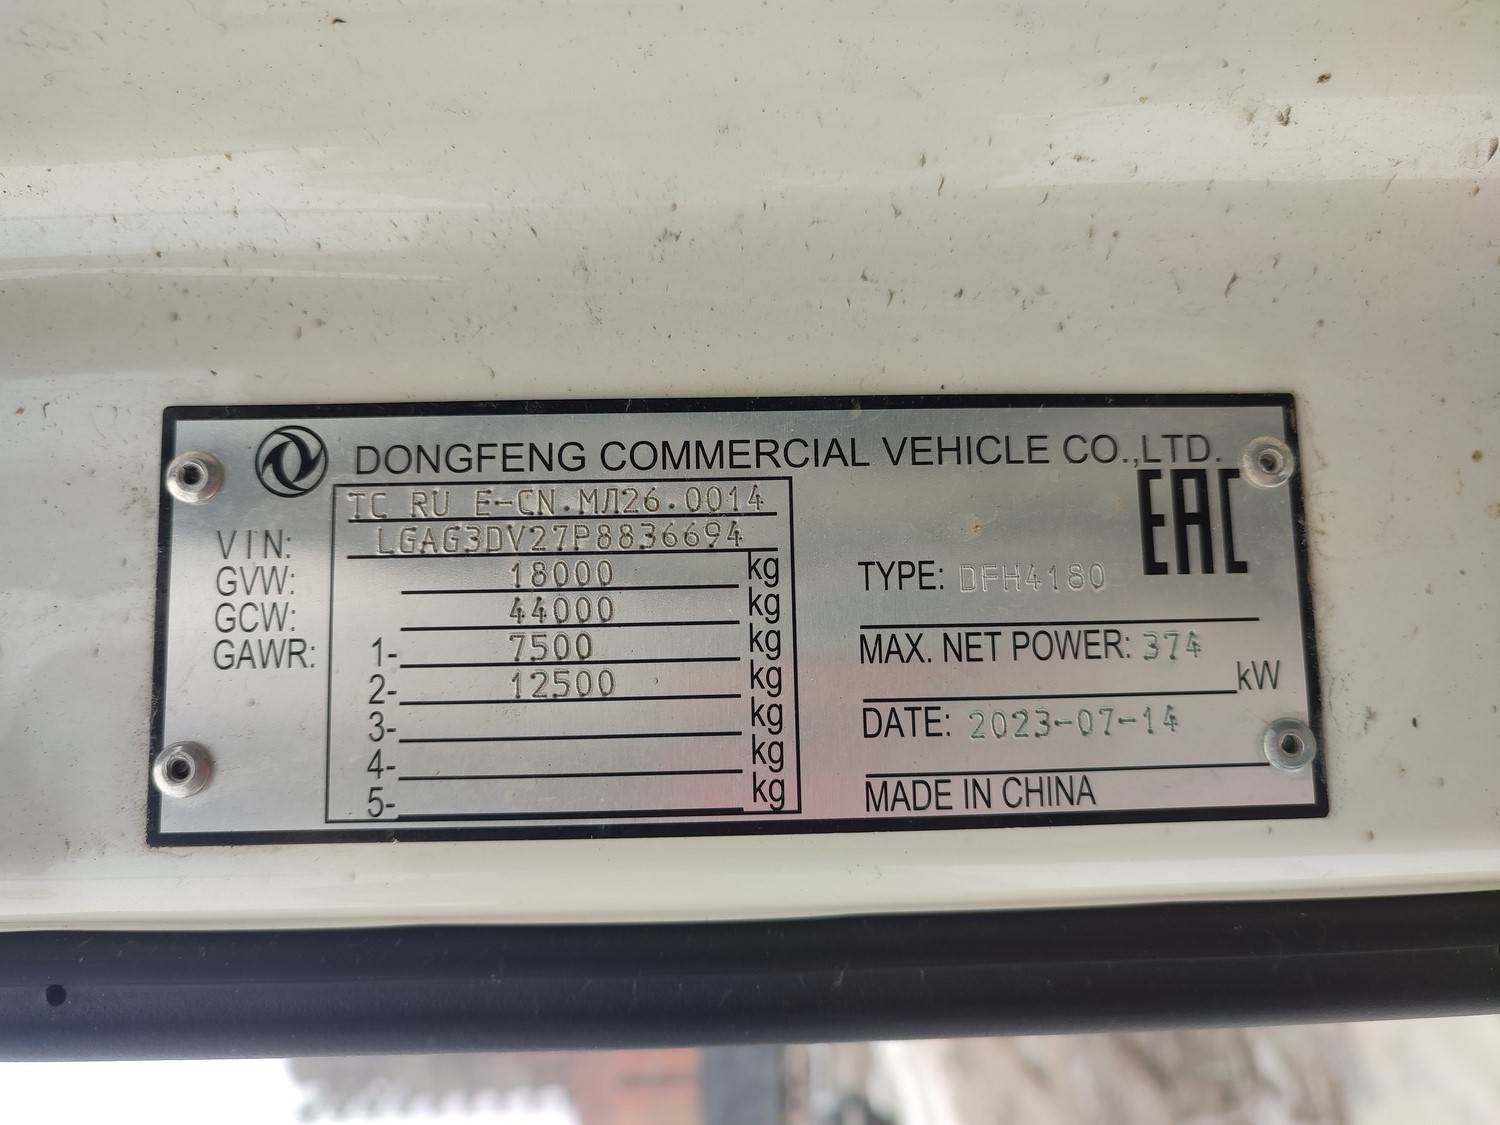 DONGFENG COMMERCIAL VEHICLE CO.,LTD.
TC RU E-CN.МЛ26.0014
EAC
VIN: LGAG3DV27P8836694
GVW: 18000 kg
GCW: 44000 kg
GAWR: 1- 7500 kg
2- 12500 kg
3- kg
4- kg
5- kg
TYPE: DFH4180
MAX. NET POWER: 374 kW
DATE: 2023-07-14
MADE IN CHINA